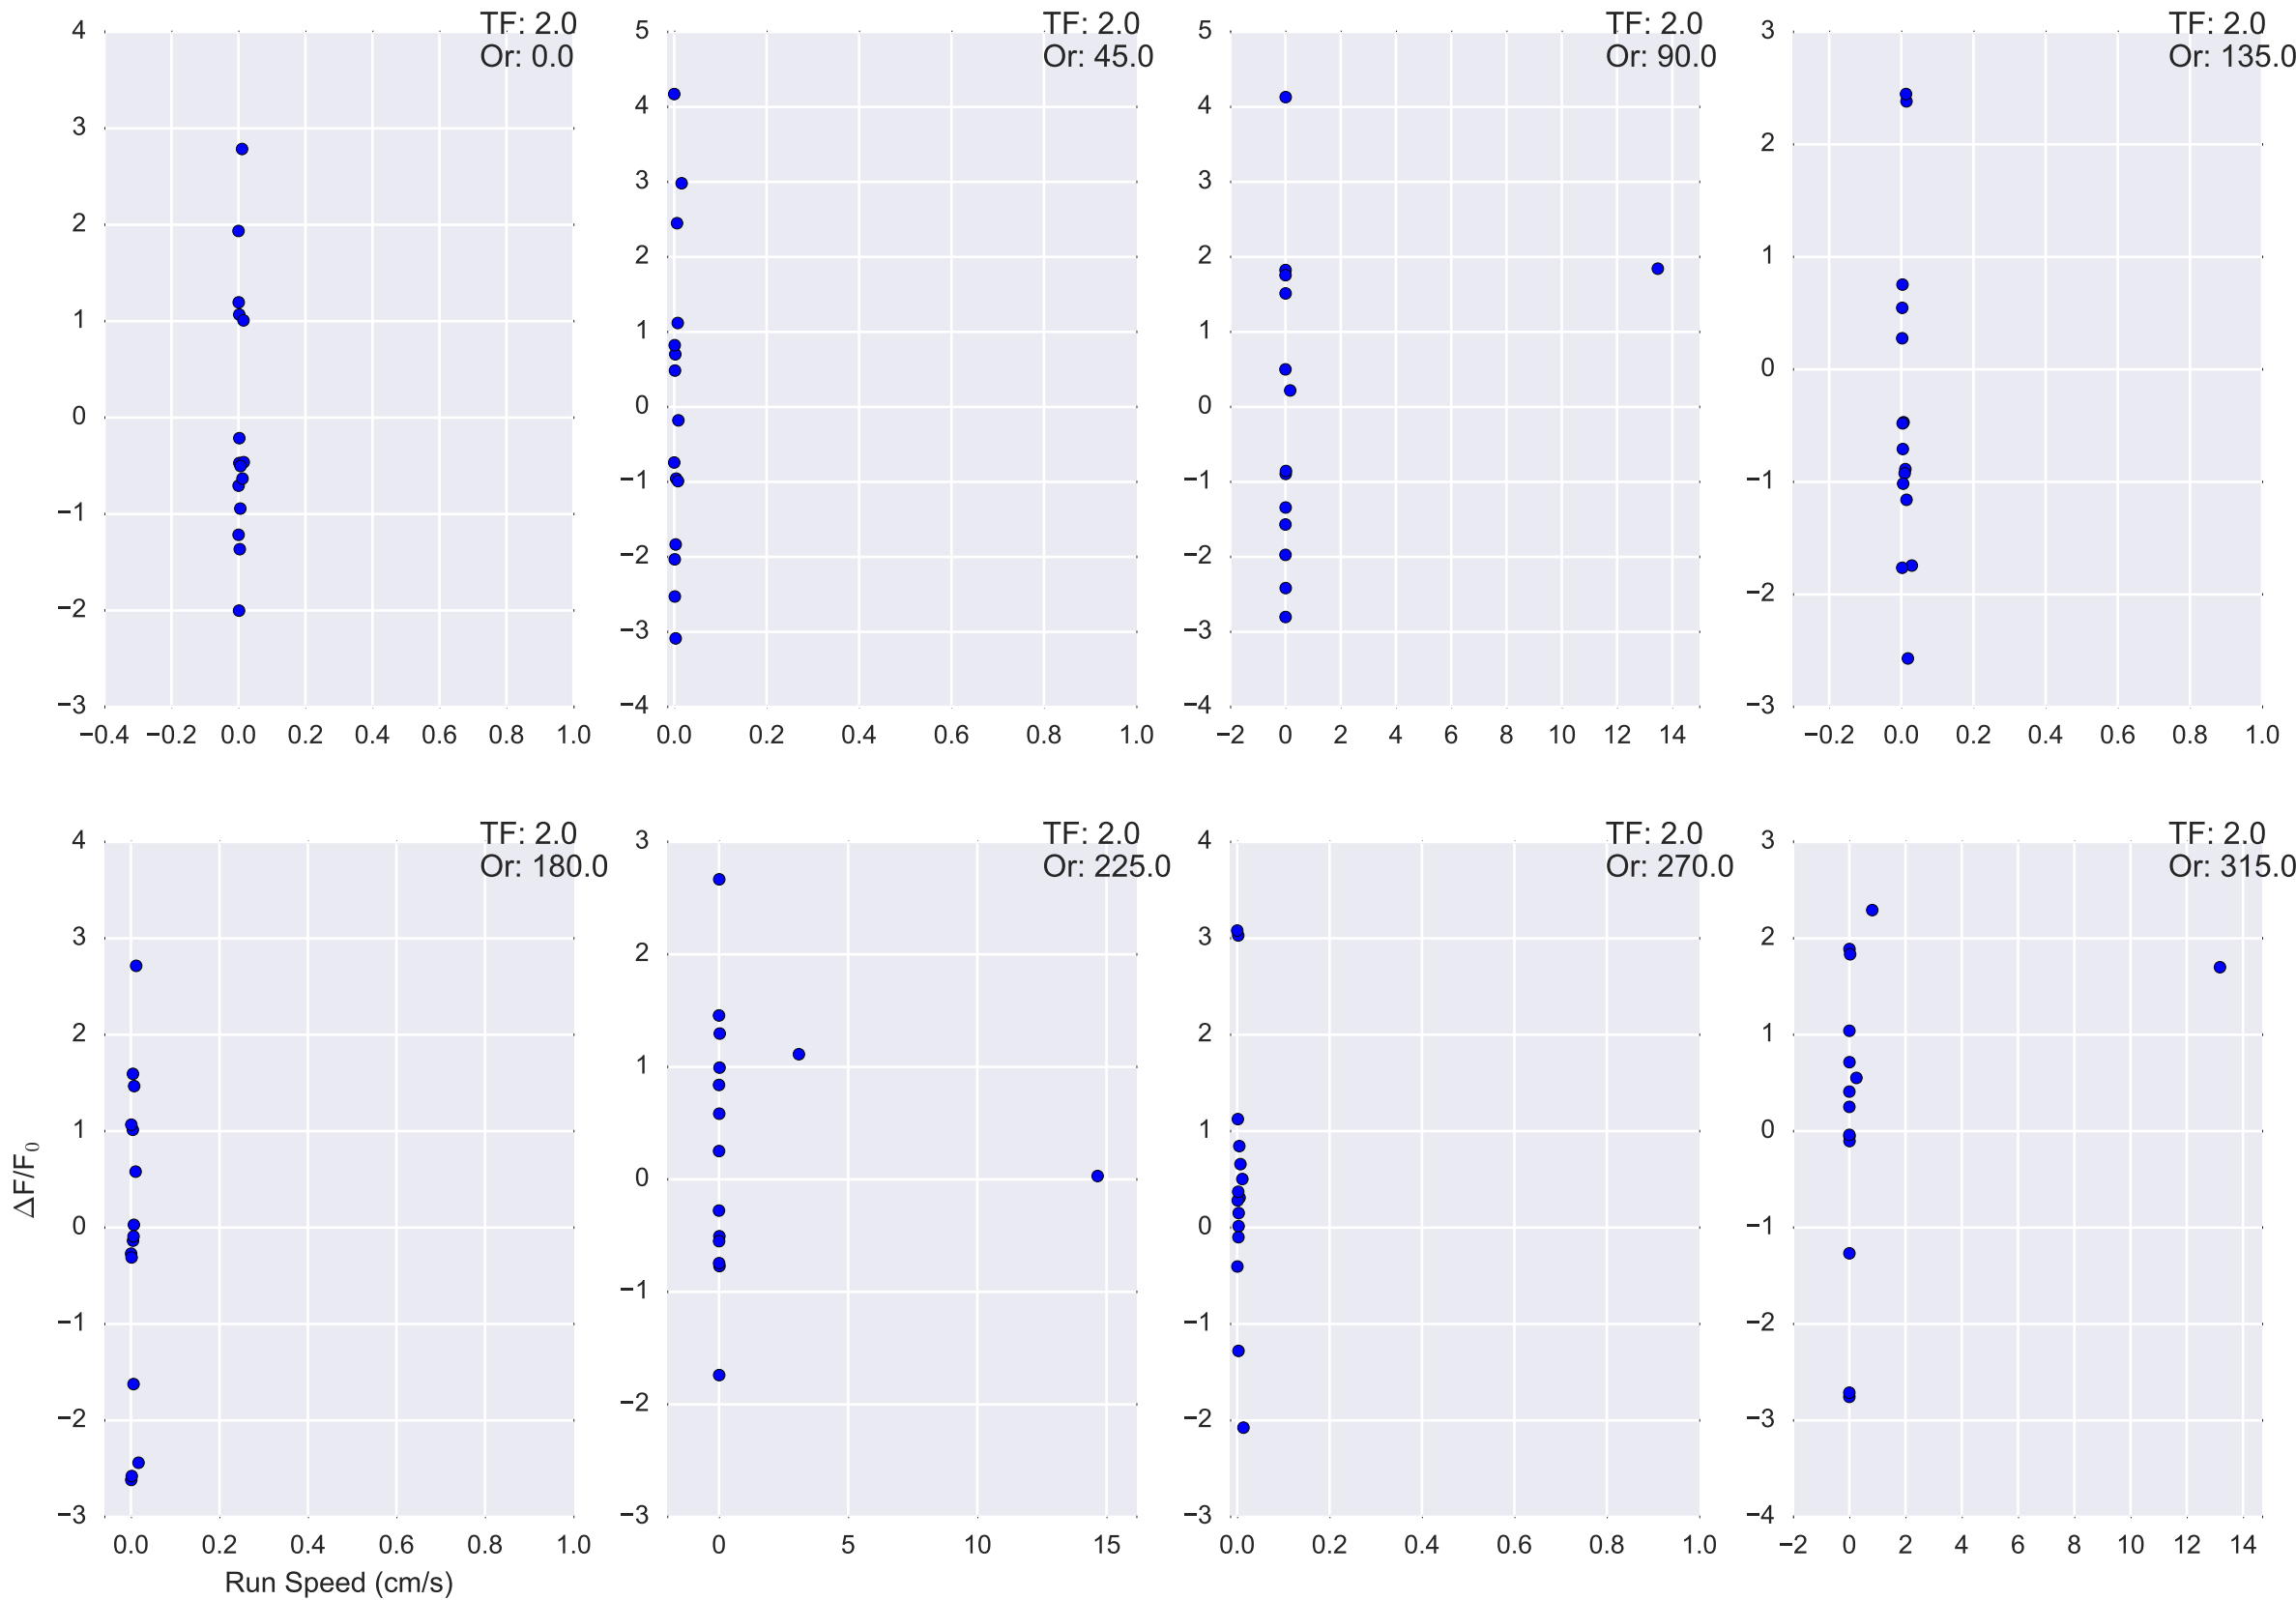 TF: 2.0
Or: 0.0
4
3
2
1
0
−1
−2
−3
−0.4 −0.2 0.0 0.2 0.4 0.6 0.8 1.0
TF: 2.0
Or: 45.0
5
4
3
2
1
0
−1
−2
−3
−4
0.0 0.2 0.4 0.6 0.8 1.0
TF: 2.0
Or: 90.0
5
4
3
2
1
0
−1
−2
−3
−4
−2 0 2 4 6 8 10 12 14
TF: 2.0
Or: 135.0
3
2
1
0
−1
−2
−3
−0.2 0.0 0.2 0.4 0.6 0.8 1.0
TF: 2.0
Or: 180.0
4
3
2
1
0
−1
−2
−3
ΔF/F₀
0.0 0.2 0.4 0.6 0.8 1.0
Run Speed (cm/s)
TF: 2.0
Or: 225.0
3
2
1
0
−1
−2
−3
0 5 10 15
TF: 2.0
Or: 270.0
4
3
2
1
0
−1
−2
−3
0.0 0.2 0.4 0.6 0.8 1.0
TF: 2.0
Or: 315.0
3
2
1
0
−1
−2
−3
−4
−2 0 2 4 6 8 10 12 14